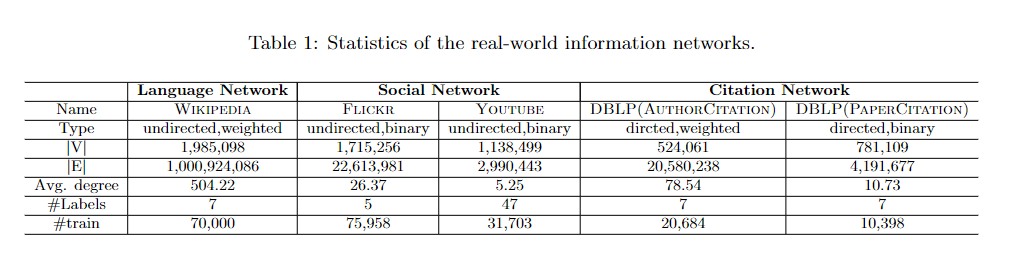 Table 1: Statistics of the real-world information networks.
Language Network Social Network Citation Network
Name WIKIPEDIA FLICKR YOUTUBE DBLP(AUTHORCITATION) DBLP(PAPERCITATION)
Type undirected,weighted undirected,binary undirected,binary dircted,weighted directed,binary
|V| 1,985,098 1,715,256 1,138,499 524,061 781,109
|E| 1,000,924,086 22,613,981 2,990,443 20,580,238 4,191,677
Avg. degree 504.22 26.37 5.25 78.54 10.73
#Labels 7 5 47 7 7
#train 70,000 75,958 31,703 20,684 10,398